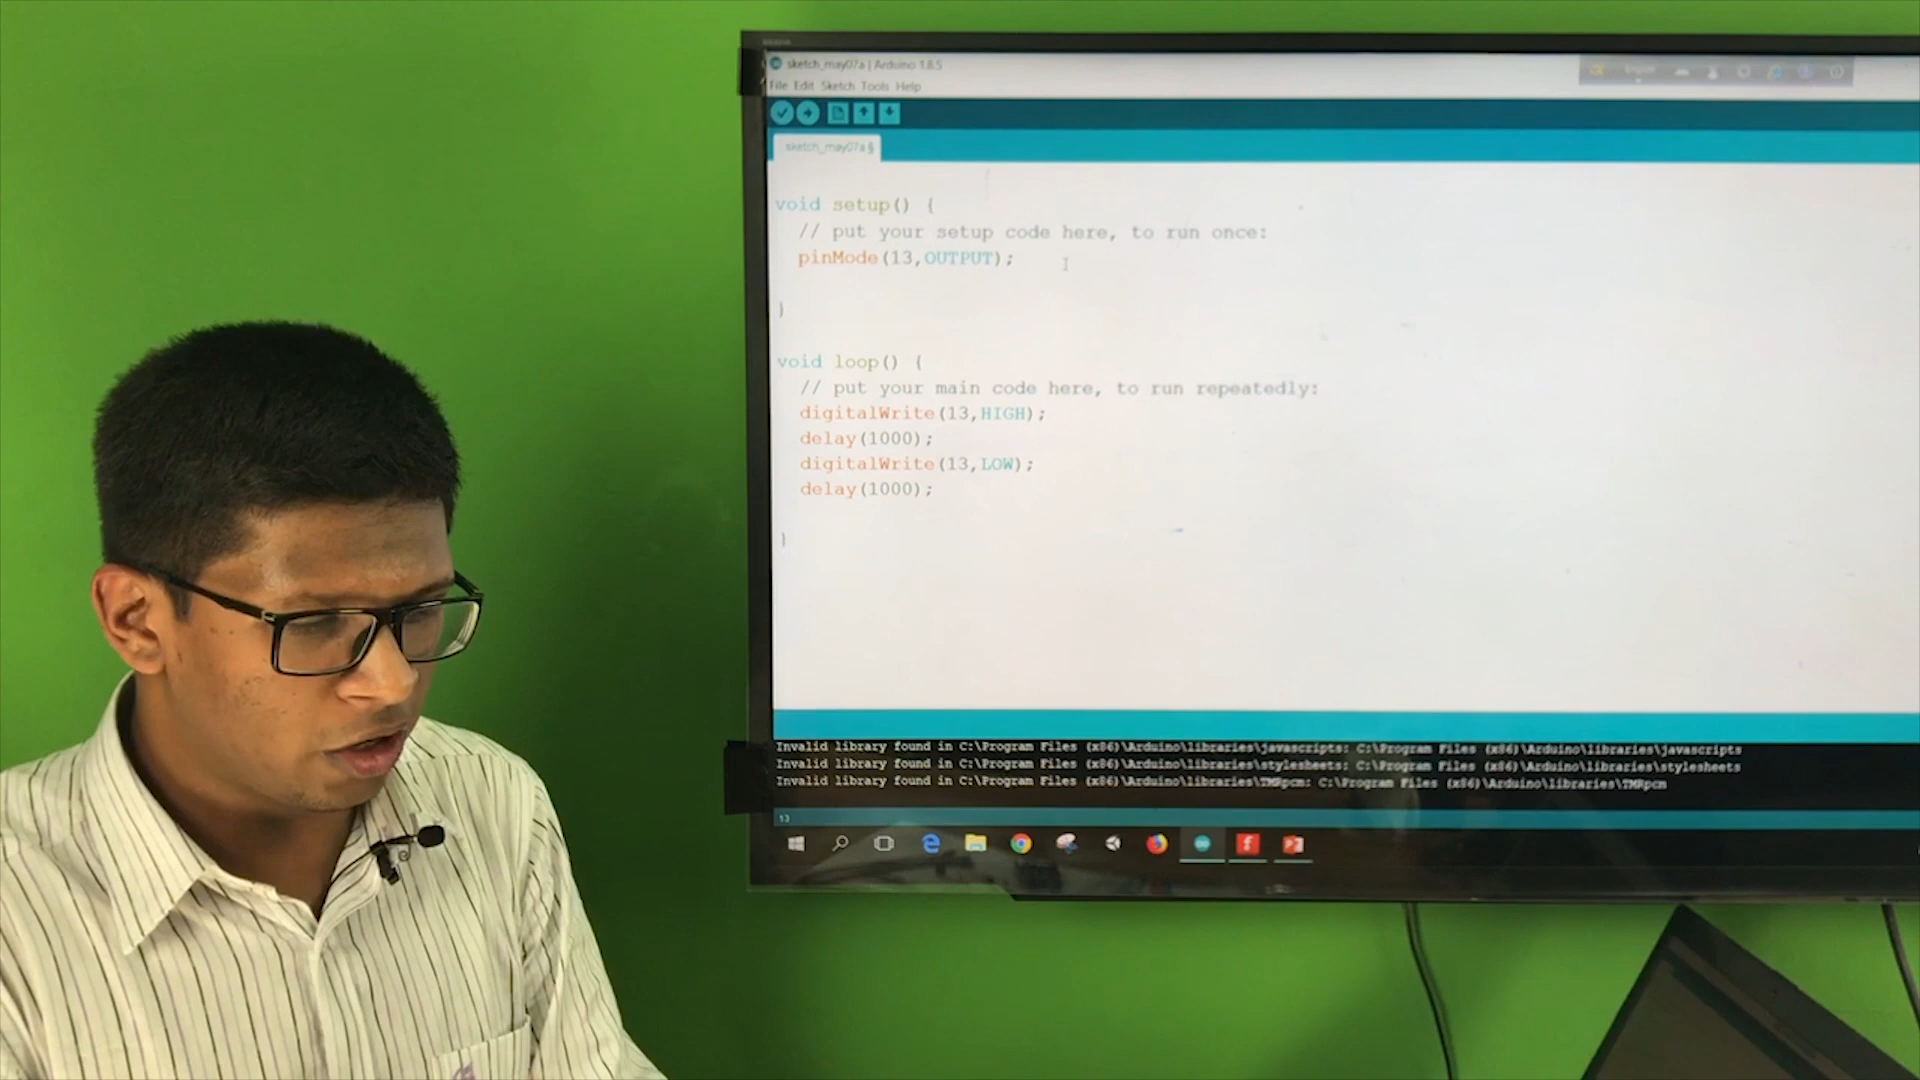 sketch_may07a | Arduino 1.8.5
File Edit Sketch Tools Help
sketch_may07a §
void setup() {
// put your setup code here, to run once:
pinMode(13,OUTPUT);
}
void loop() {
// put your main code here, to run repeatedly:
digitalWrite(13,HIGH);
delay(1000);
digitalWrite(13,LOW);
delay(1000);
}
Invalid library found in C:\Program Files (x86)\Arduino\libraries\javascripts: C:\Program Files (x86)\Arduino\libraries\javascripts
Invalid library found in C:\Program Files (x86)\Arduino\libraries\stylesheets: C:\Program Files (x86)\Arduino\libraries\stylesheets
Invalid library found in C:\Program Files (x86)\Arduino\libraries\TMRpcm: C:\Program Files (x86)\Arduino\libraries\TMRpcm
13